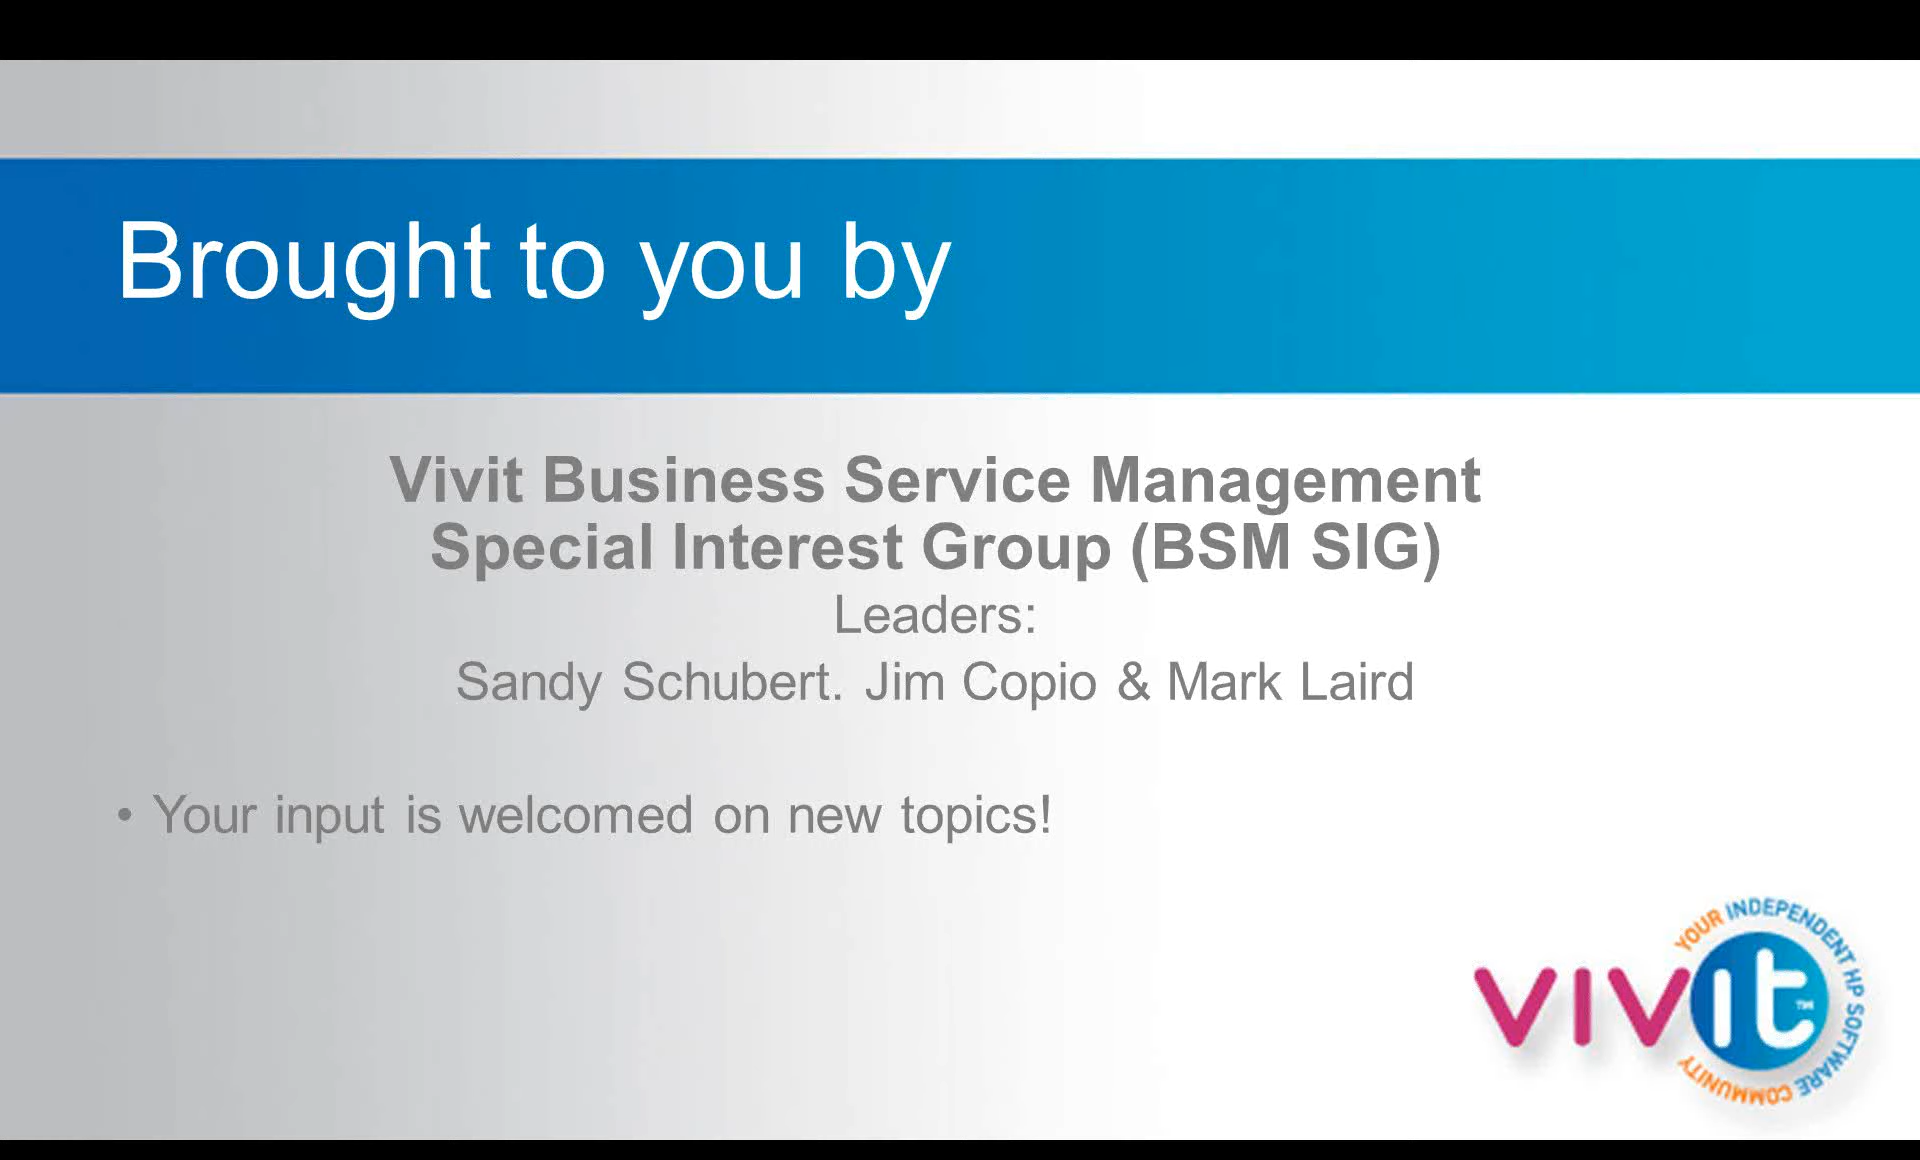 Brought to you by
Vivit Business Service Management
Special Interest Group (BSM SIG)
Leaders:
Sandy Schubert. Jim Copio & Mark Laird
• Your input is welcomed on new topics!
YOUR INDEPENDENT HP SOFTWARE COMMUNITY
vivit™